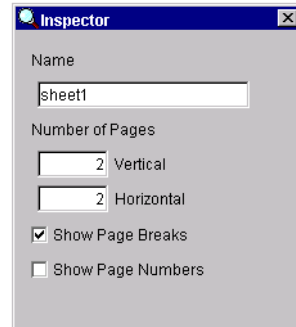 Inspector
Name
sheet1
Number of Pages
2 Vertical
2 Horizontal
Show Page Breaks
Show Page Numbers